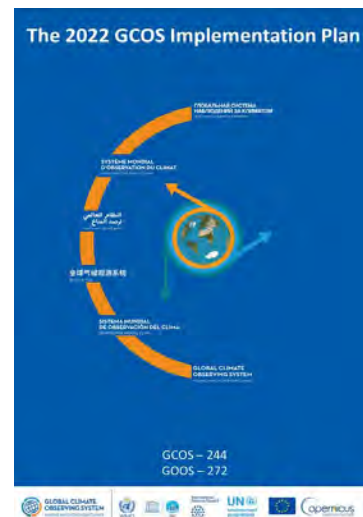 The 2022 GCOS Implementation Plan
ГЛОБАЛЬНАЯ СИСТЕМА
НАБЛЮДЕНИЙ ЗА КЛИМАТОМ
SYSTÈME MONDIAL
D'OBSERVATION DU CLIMAT
النظام العالمي
لرصد المناخ
全球气候观测系统
SISTEMA MUNDIAL
DE OBSERVACIÓN DEL CLIMA
GLOBAL CLIMATE
OBSERVING SYSTEM
GCOS – 244
GOOS – 272
GLOBAL CLIMATE
OBSERVING SYSTEM
UN
Copernicus